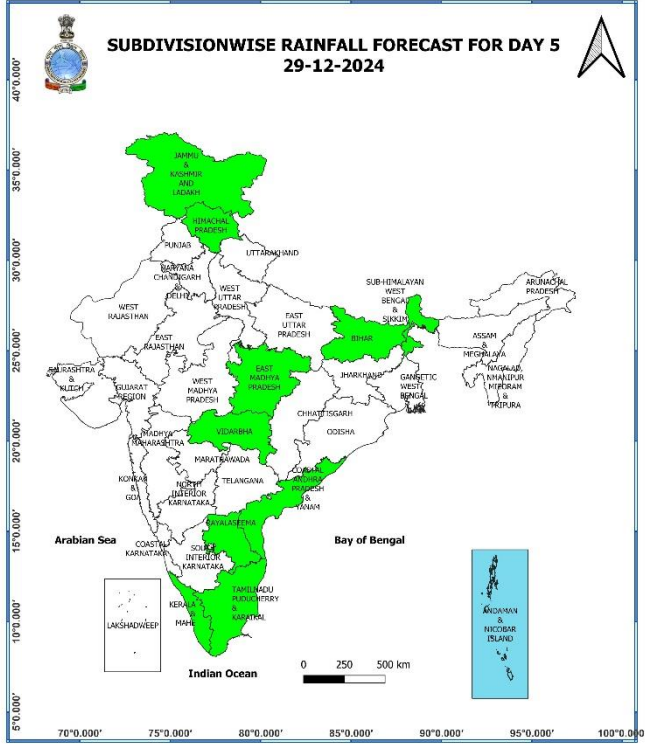 SUBDIVISIONWISE RAINFALL FORECAST FOR DAY 5
29-12-2024
40°0.000'
35°0.000'
30°0.000'
25°0.000'
20°0.000'
15°0.000'
10°0.000'
5°0.000'
JAMMU
&
KASHMIR
AND
LADAKH
HIMACHAL
PRADESH
PUNJAB
UTTARAKHAND
HARYANA
CHANDIGARH
&
DELHI
WEST
UTTAR
PRADESH
SUB-HIMALAYAN
WEST
BENGAL
&
SIKKIM
ARUNACHAL
PRADESH
WEST
RAJASTHAN
EAST
UTTAR
PRADESH
EAST
RAJASTHAN
BIHAR
ASSAM
&
MEGHALAYA
SAURASHTRA
&
KUTCH
GUJARAT
REGION
WEST
MADHYA
PRADESH
EAST
MADHYA
PRADESH
JHARKHAND
GANGETIC
WEST
BENGAL
&
TRIPURA
CHHATTISGARH
ODISHA
MADHYA
MAHARASHTRA
VIDARBHA
MARATHWADA
TELANGANA
COASTAL
ANDHRA
PRADESH
&
YANAM
KONKAN
&
GOA
NORTH
INTERIOR
KARNATAKA
RAYALASEEMA
Arabian Sea
Bay of Bengal
COASTAL
KARNATAKA
SOUTH
INTERIOR
KARNATAKA
KERALA
&
MAHE
TAMILNADU
PUDUCHERRY
&
KARAIKAL
LAKSHADWEEP
ANDAMAN
&
NICOBAR
ISLAND
Indian Ocean
0 250 500 km
70°0.000' 75°0.000' 80°0.000' 85°0.000' 90°0.000' 95°0.000' 100°0.000'